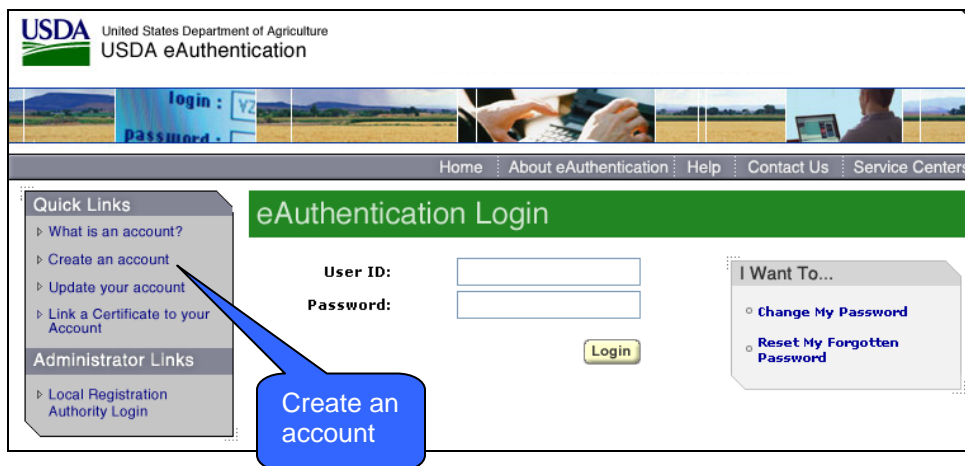 USDA
United States Department of Agriculture
USDA eAuthentication
login :
password :
YZ
Home
About eAuthentication
Help
Contact Us
Service Centers
Quick Links
What is an account?
Create an account
Update your account
Link a Certificate to your
Account
Administrator Links
Local Registration
Authority Login
eAuthentication Login
User ID:
Password:
Login
I Want To...
Change My Password
Reset My Forgotten
Password
Create an
account